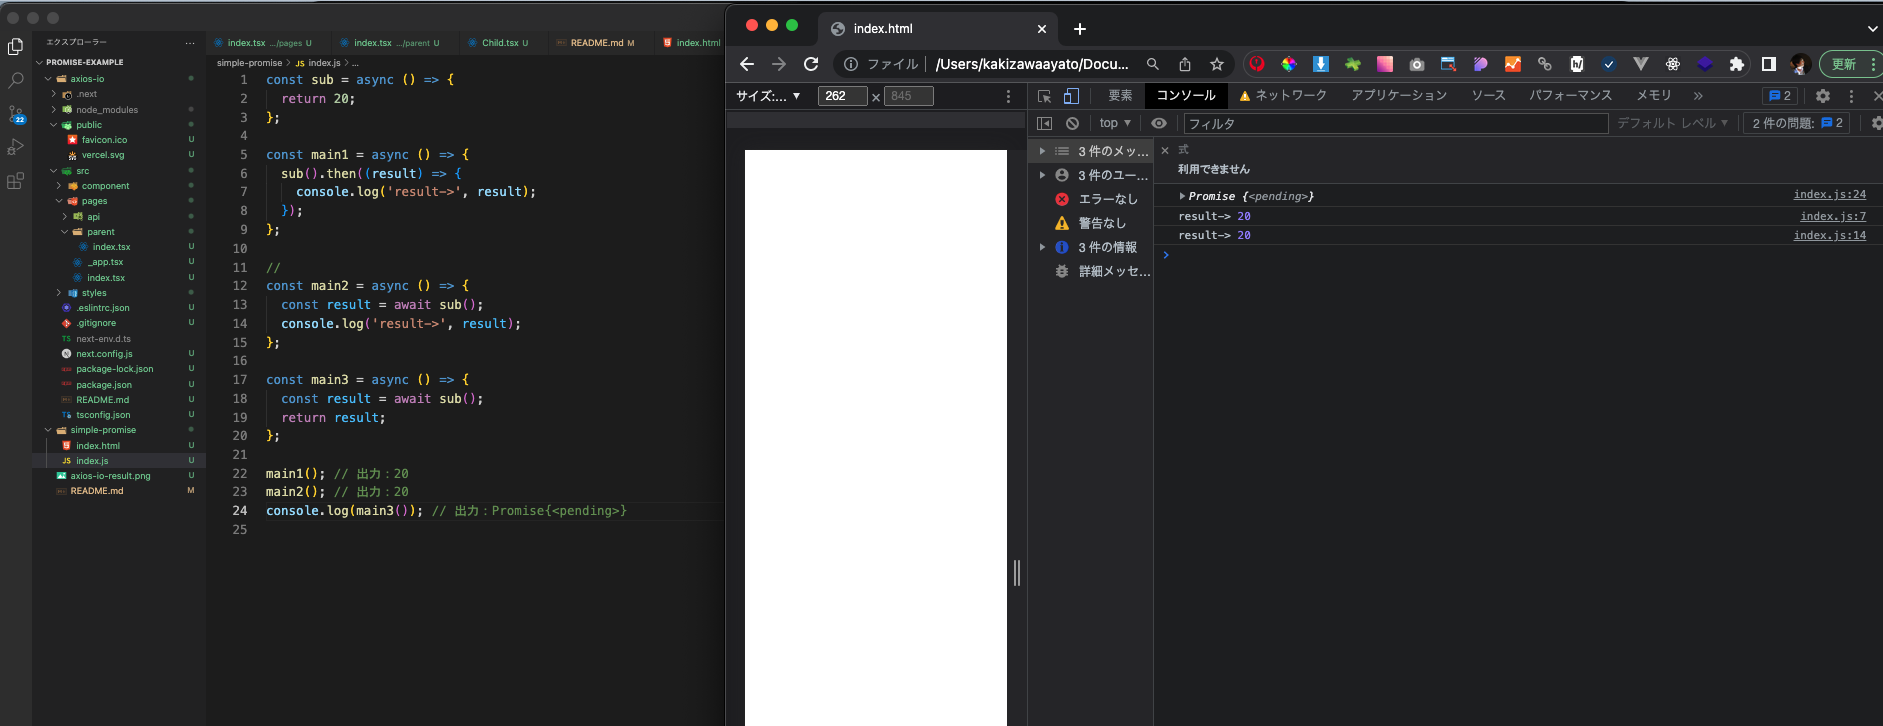 エクスプローラー
PROMISE-EXAMPLE
axios-io
.next
node_modules
public
favicon.ico U
vercel.svg U
src
component
pages
api
parent
index.tsx U
_app.tsx U
index.tsx U
styles
.eslintrc.json U
.gitignore U
TS next-env.d.ts
next.config.js U
package-lock.json U
package.json U
README.md U
tsconfig.json U
simple-promise
index.html U
JS index.js U
axios-io-result.png U
README.md M
22
index.tsx .../pages U
index.tsx .../parent U
Child.tsx U
README.md M
index.html
simple-promise > JS index.js > ...
1 const sub = async () => {
2 return 20;
3 };
4
5 const main1 = async () => {
6 sub().then((result) => {
7 console.log('result->', result);
8 });
9 };
10
11 //
12 const main2 = async () => {
13 const result = await sub();
14 console.log('result->', result);
15 };
16
17 const main3 = async () => {
18 const result = await sub();
19 return result;
20 };
21
22 main1(); // 出力：20
23 main2(); // 出力：20
24 console.log(main3()); // 出力：Promise{<pending>}
25
index.html
ファイル /Users/kakizawaayato/Docu...
更新
サイズ:... 262 × 845
要素 コンソール ネットワーク アプリケーション ソース パフォーマンス メモリ 2
top フィルタ デフォルト レベル 2 件の問題: 2
3 件のメッ...
3 件のユー...
エラーなし
警告なし
3 件の情報
詳細メッセ...
式
利用できません
Promise {<pending>} index.js:24
result-> 20 index.js:7
result-> 20 index.js:14